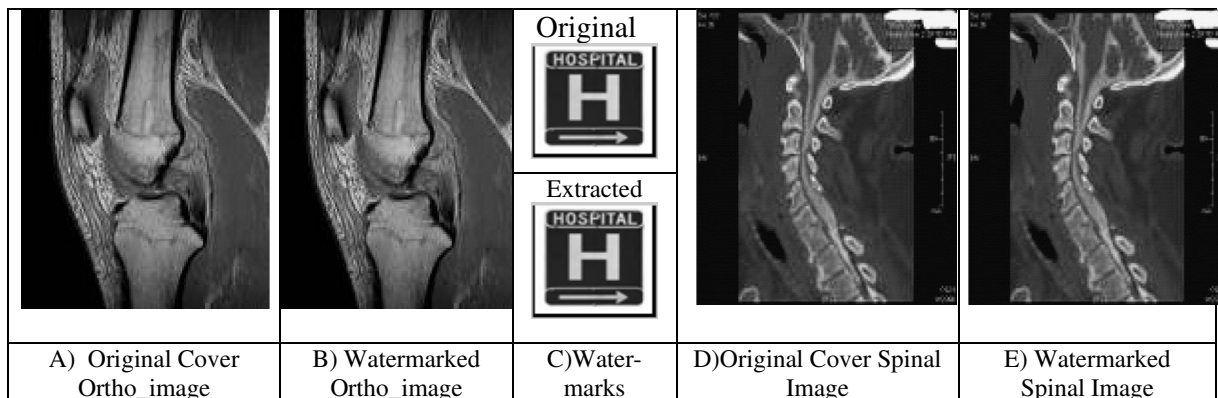 Original
HOSPITAL
H
Extracted
HOSPITAL
H
A) Original Cover
Ortho_image
B) Watermarked
Ortho_image
C)Water-
marks
D)Original Cover Spinal
Image
E) Watermarked
Spinal Image